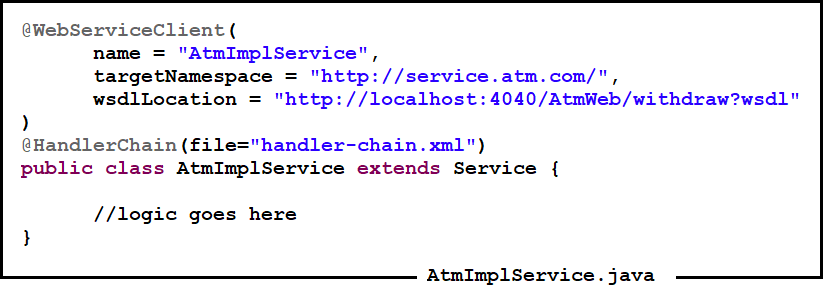 @WebServiceClient(
name = "AtmImplService",
targetNamespace = "http://service.atm.com/",
wsdlLocation = "http://localhost:4040/AtmWeb/withdraw?wsdl"
)
@HandlerChain(file="handler-chain.xml")
public class AtmImplService extends Service {
//logic goes here
}
AtmImplService.java